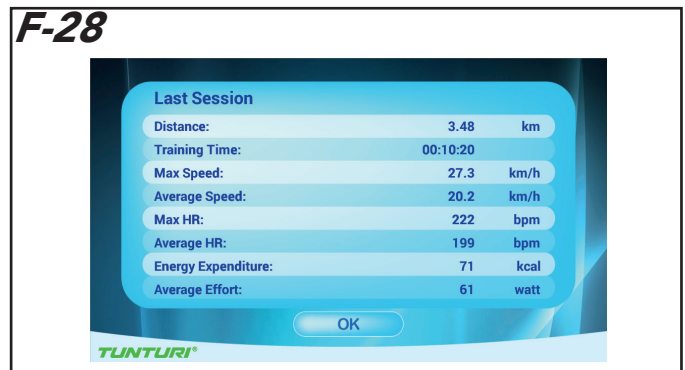 F-28
Last Session
Distance: 3.48 km
Training Time: 00:10:20
Max Speed: 27.3 km/h
Average Speed: 20.2 km/h
Max HR: 222 bpm
Average HR: 199 bpm
Energy Expenditure: 71 kcal
Average Effort: 61 watt
OK
TUNTURI®